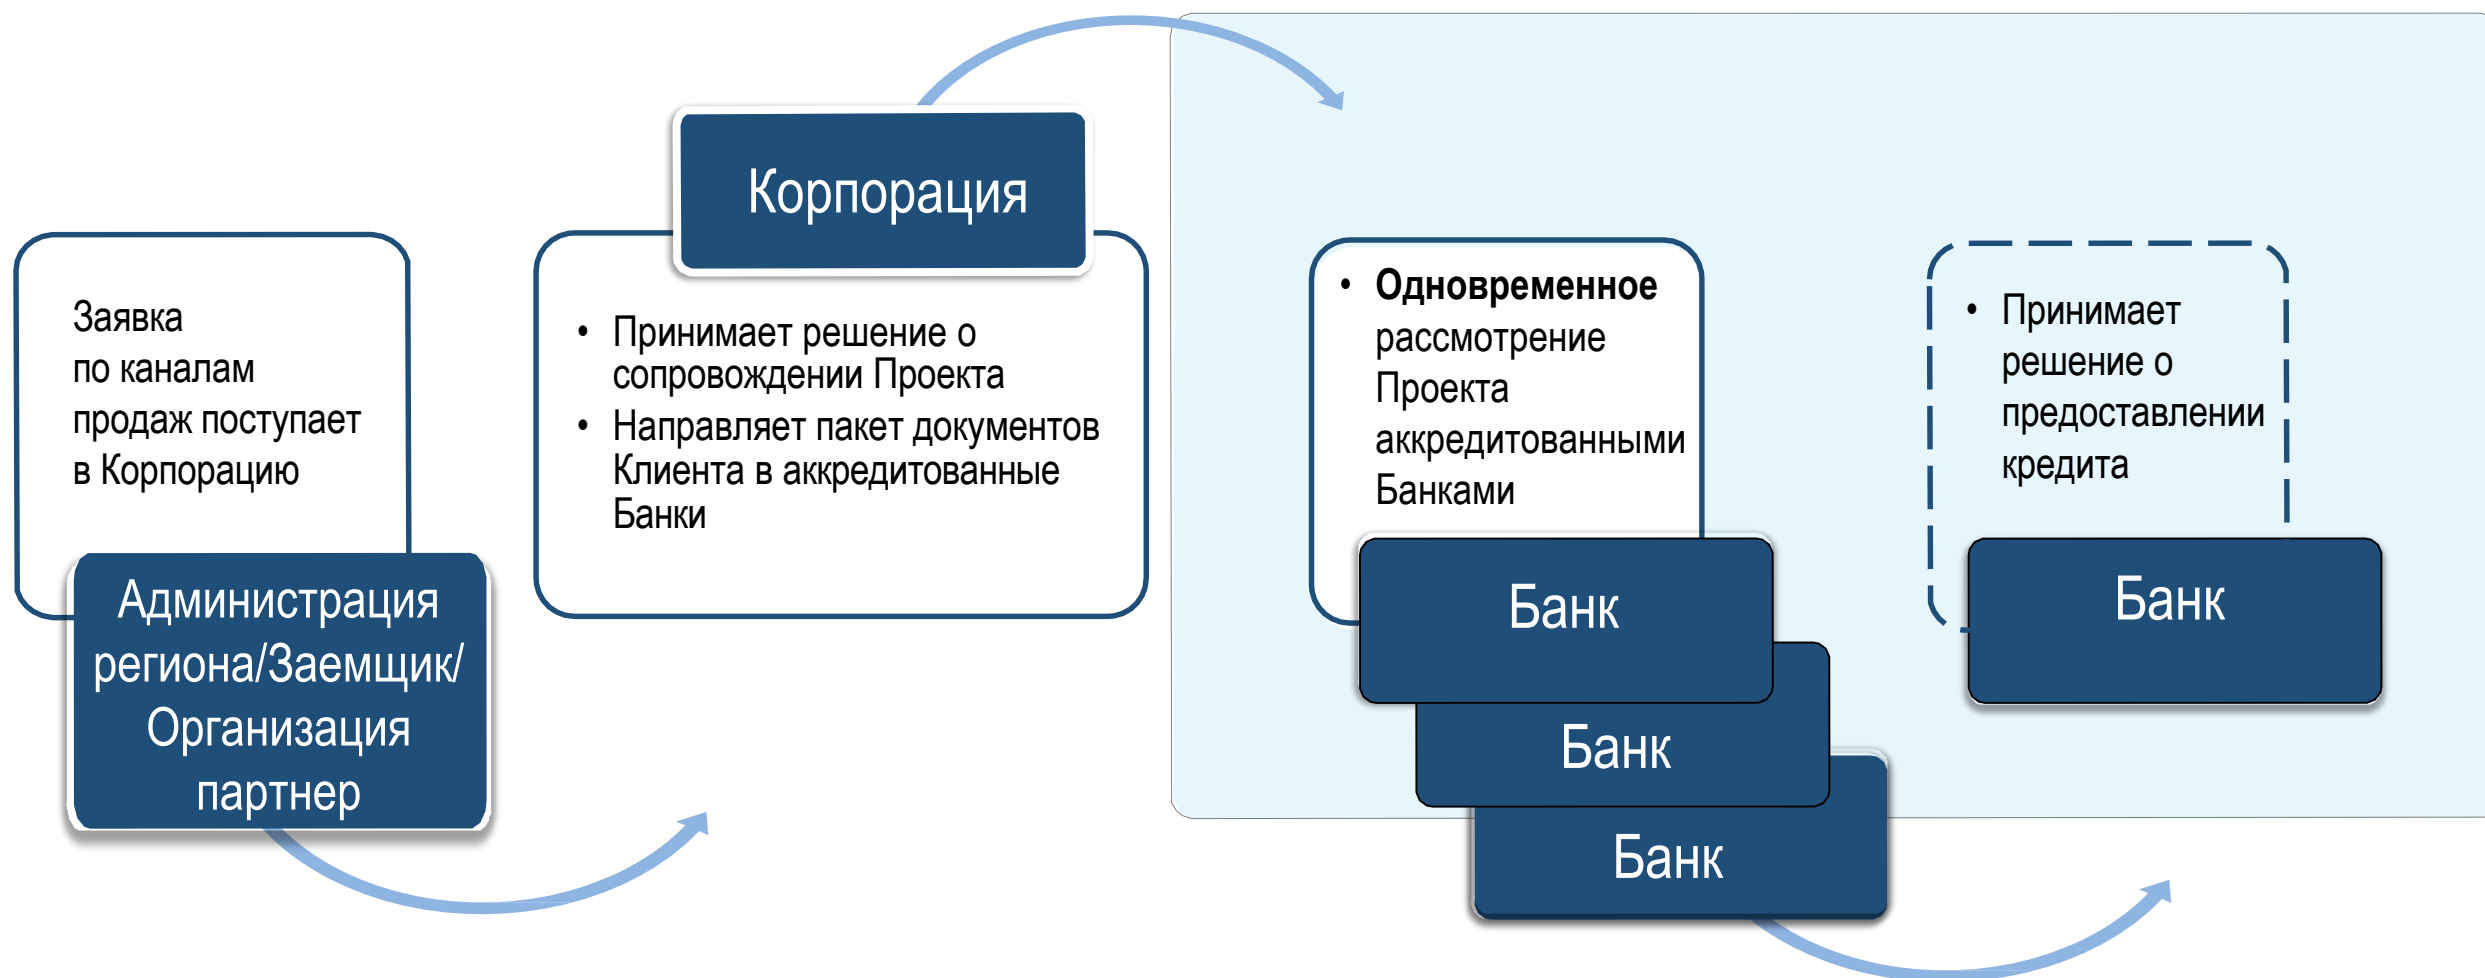 Заявка
по каналам
продаж поступает
в Корпорацию
Администрация
региона/Заемщик/
Организация
партнер
Корпорация
• Принимает решение о
сопровождении Проекта
• Направляет пакет документов
Клиента в аккредитованные
Банки
• Одновременное
рассмотрение
Проекта
аккредитованными
Банками
Банк
Банк
Банк
• Принимает
решение о
предоставлении
кредита
Банк